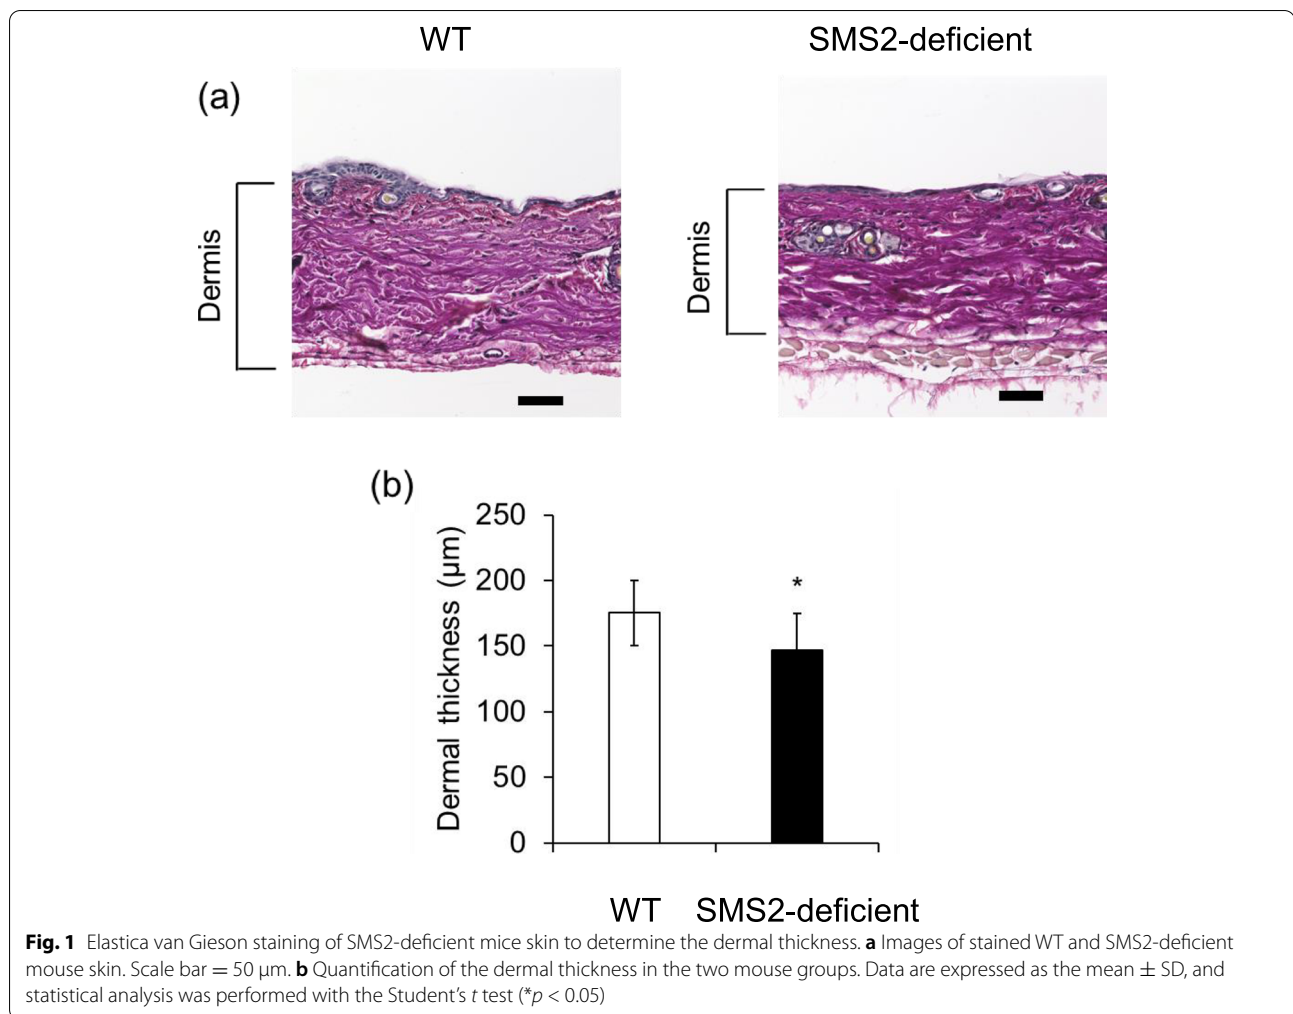 WT SMS2-deficient
(a)
Dermis
Dermis
(b)
Dermal thickness (μm)
250
200
150
100
50
0
*
WT SMS2-deficient
Fig. 1 Elastica van Gieson staining of SMS2-deficient mice skin to determine the dermal thickness. a Images of stained WT and SMS2-deficient
mouse skin. Scale bar = 50 μm. b Quantification of the dermal thickness in the two mouse groups. Data are expressed as the mean ± SD, and
statistical analysis was performed with the Student’s t test (*p < 0.05)